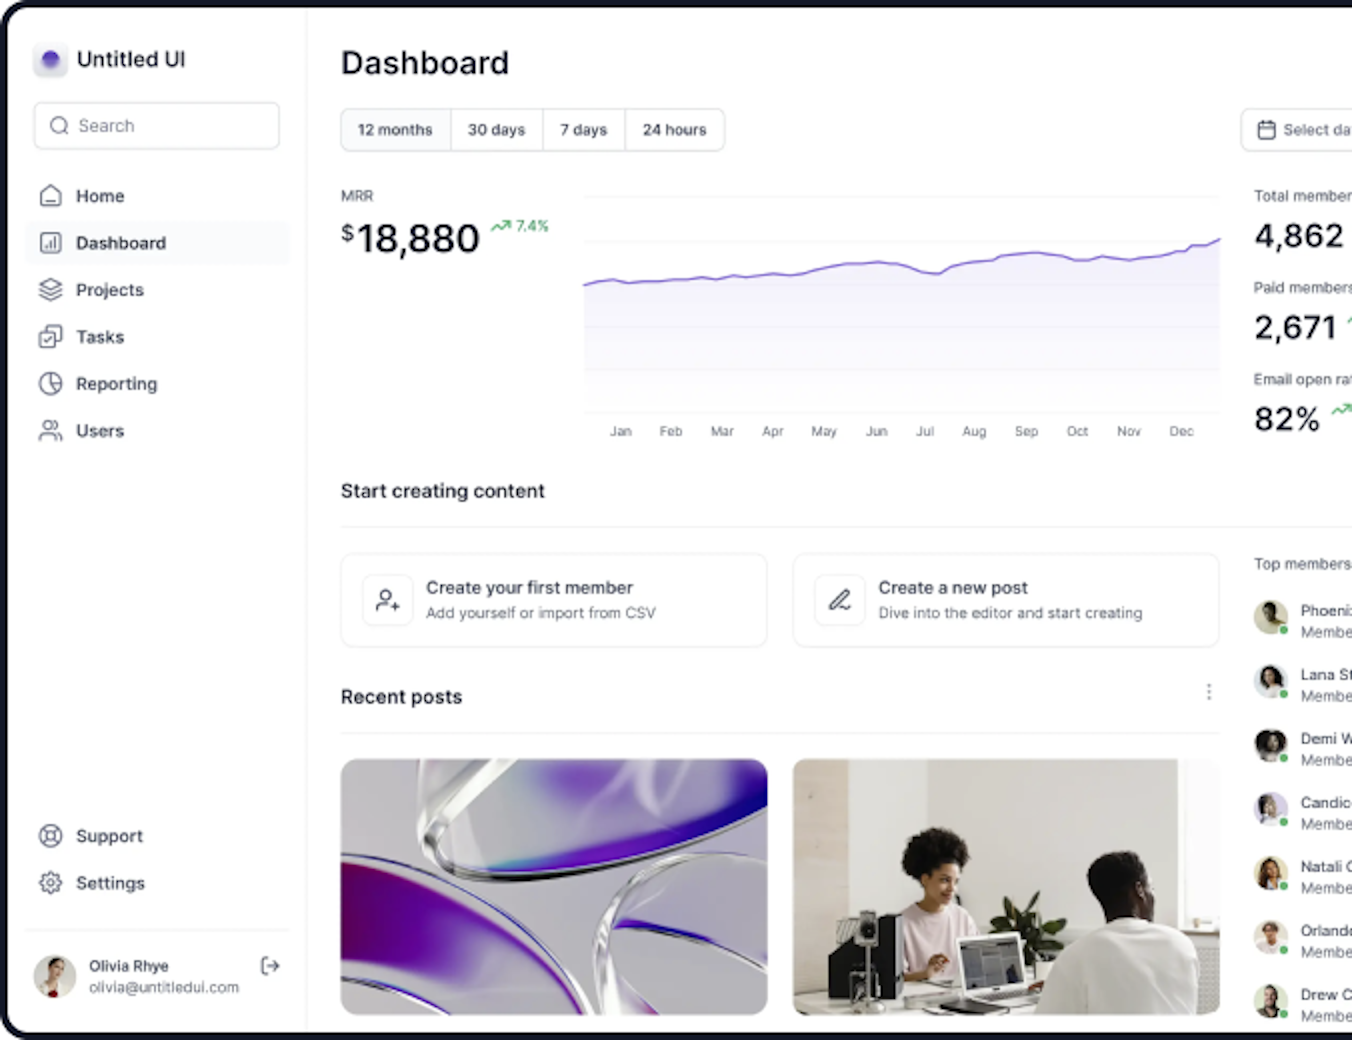 Untitled UI
Search
Home
Dashboard
Projects
Tasks
Reporting
Users
Support
Settings
Olivia Rhye
olivia@untitledui.com
Dashboard
12 months
30 days
7 days
24 hours
Select da
MRR
$18,880
7.4%
Jan Feb Mar Apr May Jun Jul Aug Sep Oct Nov Dec
Total member
4,862
Paid members
2,671
Email open rat
82%
Start creating content
Create your first member
Add yourself or import from CSV
Create a new post
Dive into the editor and start creating
Recent posts
Top members
Phoenix
Membe
Lana St
Membe
Demi W
Membe
Candic
Membe
Natali C
Membe
Orlando
Membe
Drew C
Membe